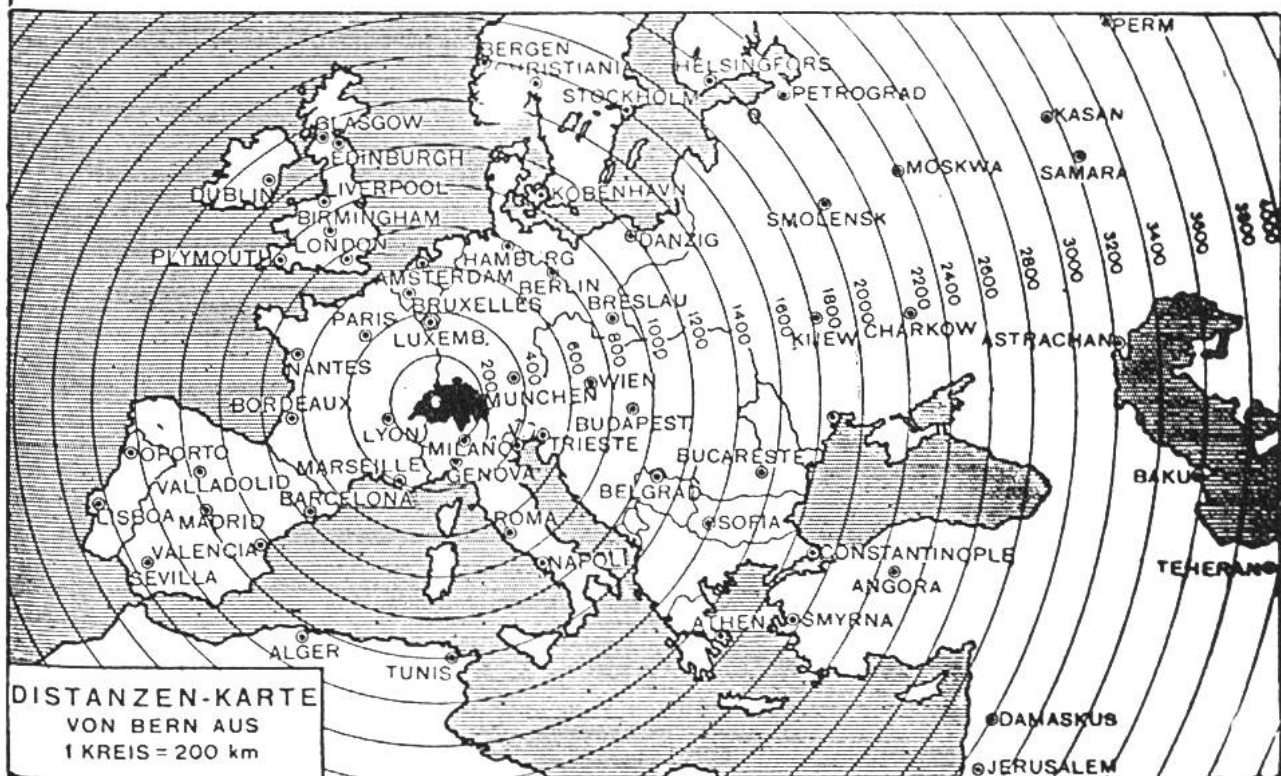 PERM
BERGEN
CHRISTIANIA
HELSINGFORS
STOCKHOLM
PETROGRAD
KASAN
GLASGOW
EDINBURGH
MOSKWA
SAMARA
DUBLIN
LIVERPOOL
KÖBENHAVN
BIRMINGHAM
SMOLENSK
LONDON
DANZIG
PLYMOUTH
HAMBURG
AMSTERDAM
BERLIN
BRUXELLES
BRESLAU
PARIS
LUXEMB.
KIJEW
CHARKOW
ASTRACHAN
NANTES
200
400
600
800
1000
1200
1400
1600
1800
2000
2200
2400
2600
2800
3000
3200
3400
3600
3800
4000
WIEN
MÜNCHEN
BORDEAUX
BUDAPEST
LYON
MILANO
TRIESTE
OPORTO
MARSEILLE
GENOVA
BUCARESTE
VALLADOLID
BARCELONA
BELGRAD
BAKU
LISBOA
MADRID
ROMA
SOFIA
VALENCIA
CONSTANTINOPLE
SEVILLA
NAPOLI
ANGORA
TEHERAN
ATHEN
SMYRNA
ALGER
TUNIS
DAMASKUS
JERUSALEM
DISTANZEN-KARTE
VON BERN AUS
1 KREIS = 200 km